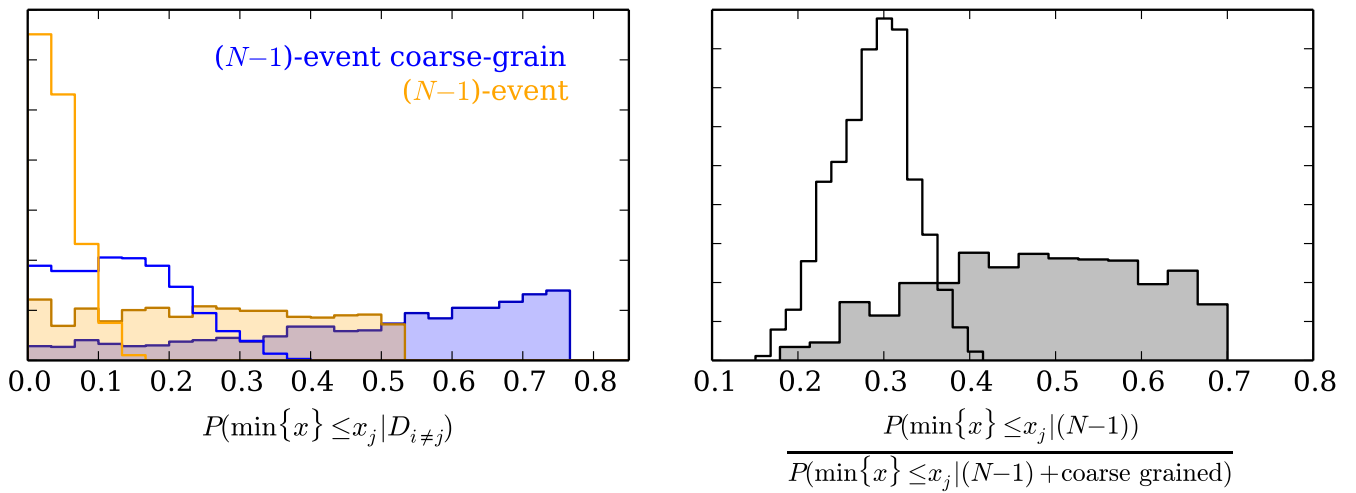 (N−1)-event coarse-grain
(N−1)-event
0.0 0.1 0.2 0.3 0.4 0.5 0.6 0.7 0.8
P(min{x} ≤x_j|D_{i≠j})
0.1 0.2 0.3 0.4 0.5 0.6 0.7 0.8
P(min{x} ≤x_j|(N−1))
P(min{x} ≤x_j|(N−1)+coarse grained)